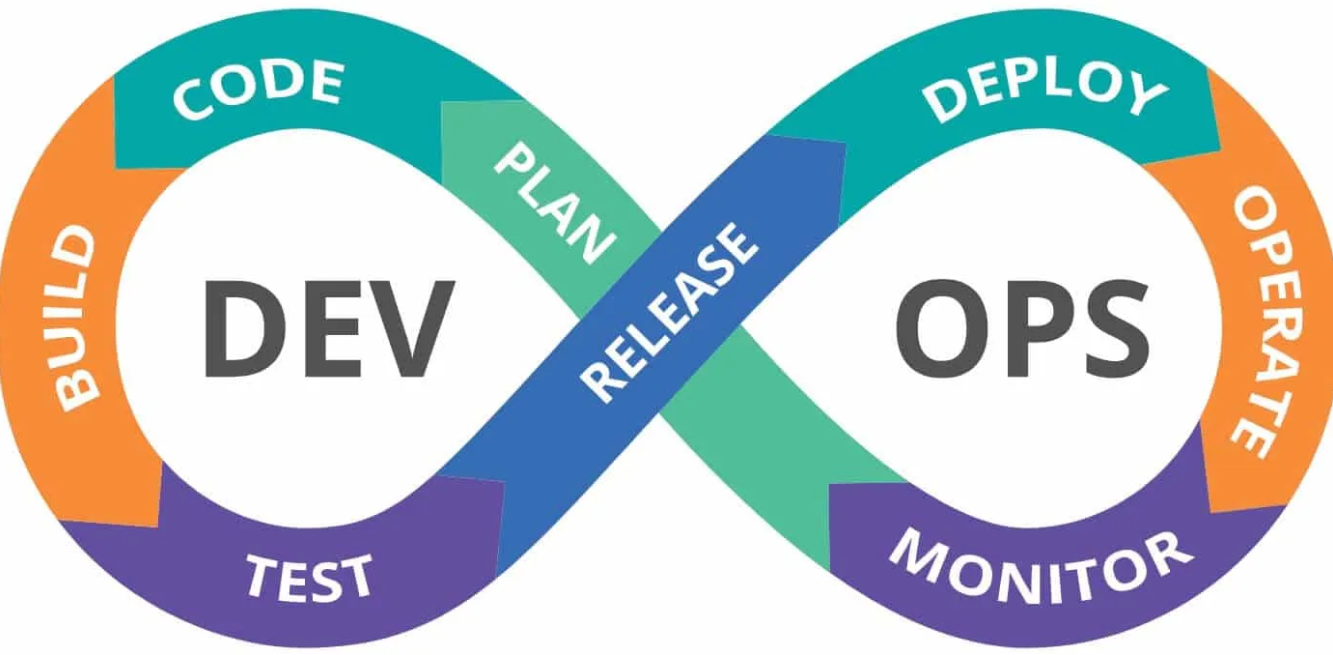 CODE
DEPLOY
PLAN
BUILD
DEV
RELEASE
OPS
OPERATE
TEST
MONITOR